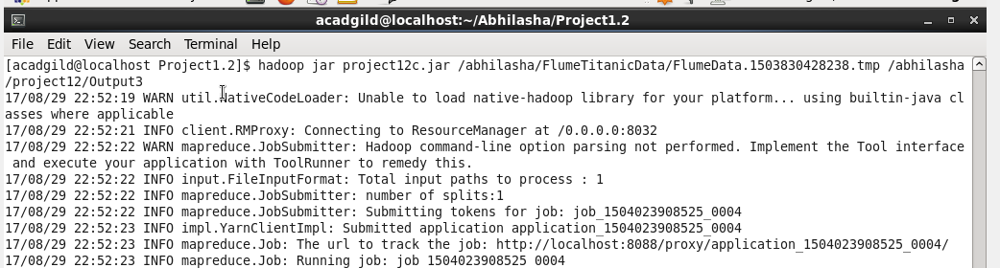 acadgild@localhost:~/Abhilasha/Project1.2
File Edit View Search Terminal Help
[acadgild@localhost Project1.2]$ hadoop jar project12c.jar /abhilasha/FlumeTitanicData/FlumeData.1503830428238.tmp /abhilasha
/project12/Output3
17/08/29 22:52:19 WARN util.NativeCodeLoader: Unable to load native-hadoop library for your platform... using builtin-java cl
asses where applicable
17/08/29 22:52:21 INFO client.RMProxy: Connecting to ResourceManager at /0.0.0.0:8032
17/08/29 22:52:22 WARN mapreduce.JobSubmitter: Hadoop command-line option parsing not performed. Implement the Tool interface
 and execute your application with ToolRunner to remedy this.
17/08/29 22:52:22 INFO input.FileInputFormat: Total input paths to process : 1
17/08/29 22:52:22 INFO mapreduce.JobSubmitter: number of splits:1
17/08/29 22:52:22 INFO mapreduce.JobSubmitter: Submitting tokens for job: job_1504023908525_0004
17/08/29 22:52:23 INFO impl.YarnClientImpl: Submitted application application_1504023908525_0004
17/08/29 22:52:23 INFO mapreduce.Job: The url to track the job: http://localhost:8088/proxy/application_1504023908525_0004/
17/08/29 22:52:23 INFO mapreduce.Job: Running job: job_1504023908525_0004